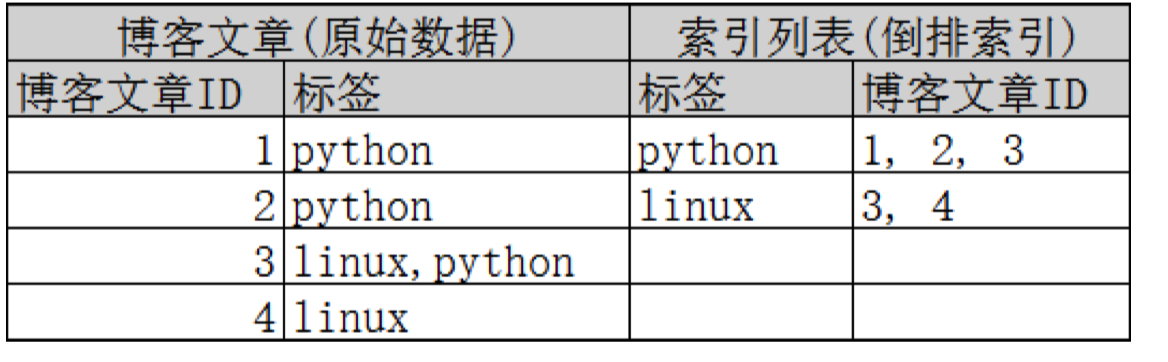 博客文章(原始数据) 索引列表(倒排索引)
博客文章ID 标签 标签 博客文章ID
1 python python 1, 2, 3
2 python linux 3, 4
3 linux,python
4 linux